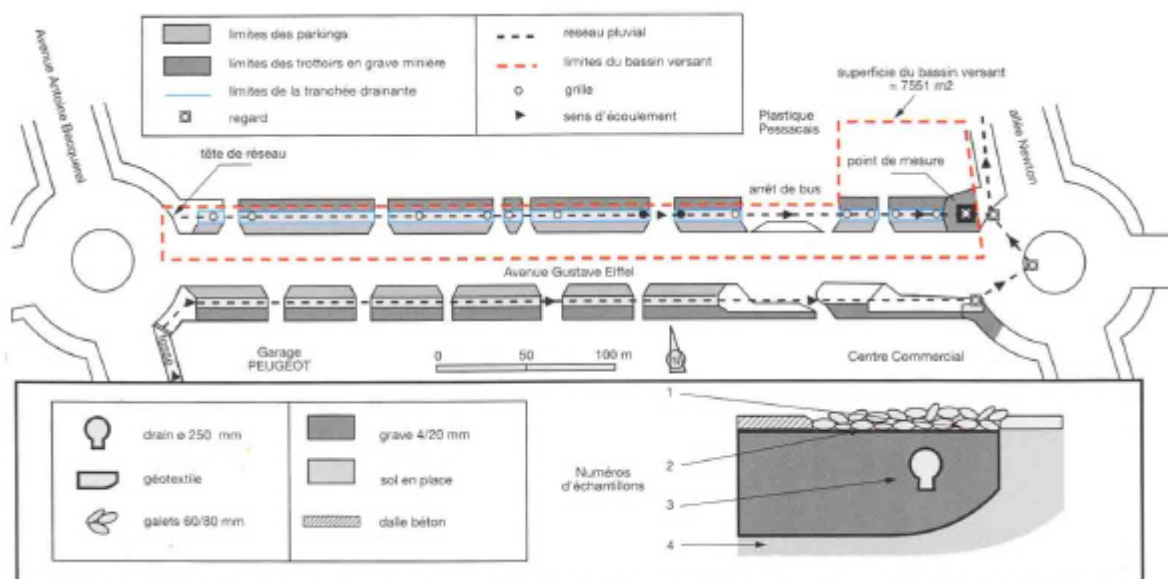 Avenue Antoine Becquerel
limites des parkings
limites des trottoirs en grave minière
limites de la tranchée drainante
regard
reseau pluvial
limites du bassin versant
grille
sens d'écoulement
superficie du bassin versant
= 7551 m2
Plastique
Pessacais
allée Newton
tête de réseau
point de mesure
arrêt de bus
Avenue Gustave Eiffel
fossé
Garage
PEUGEOT
0 50 100 m
N
Centre Commercial
drain ø 250 mm
géotextile
galets 60/80 mm
grave 4/20 mm
sol en place
dalle béton
Numéros
d'échantillons
1
2
3
4